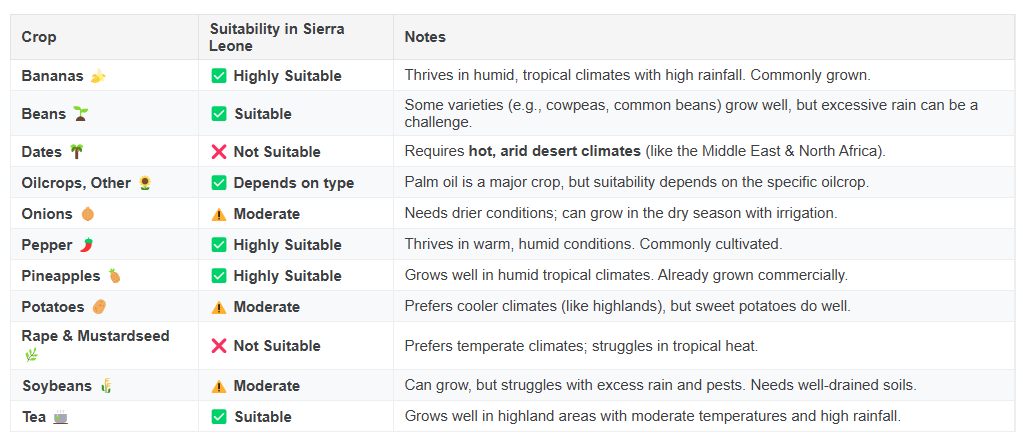 Crop
Suitability in Sierra
Leone
Notes
Bananas 🍌
✅ Highly Suitable
Thrives in humid, tropical climates with high rainfall. Commonly grown.
Beans 🌱
✅ Suitable
Some varieties (e.g., cowpeas, common beans) grow well, but excessive rain can be a
challenge.
Dates 🌴
❌ Not Suitable
Requires hot, arid desert climates (like the Middle East & North Africa).
Oilcrops, Other 🌻
✅ Depends on type
Palm oil is a major crop, but suitability depends on the specific oilcrop.
Onions 🧅
⚠️ Moderate
Needs drier conditions; can grow in the dry season with irrigation.
Pepper 🌶️
✅ Highly Suitable
Thrives in warm, humid conditions. Commonly cultivated.
Pineapples 🍍
✅ Highly Suitable
Grows well in humid tropical climates. Already grown commercially.
Potatoes 🥔
⚠️ Moderate
Prefers cooler climates (like highlands), but sweet potatoes do well.
Rape & Mustardseed
🌿
❌ Not Suitable
Prefers temperate climates; struggles in tropical heat.
Soybeans 🌾
⚠️ Moderate
Can grow, but struggles with excess rain and pests. Needs well-drained soils.
Tea 🍵
✅ Suitable
Grows well in highland areas with moderate temperatures and high rainfall.